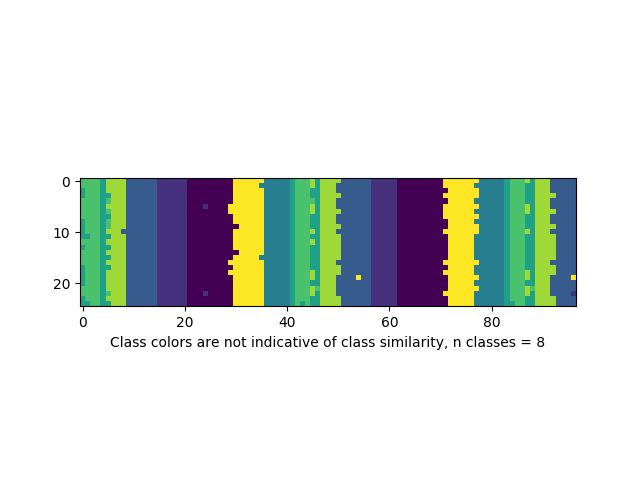 0
10
20
0 20 40 60 80
Class colors are not indicative of class similarity, n classes = 8